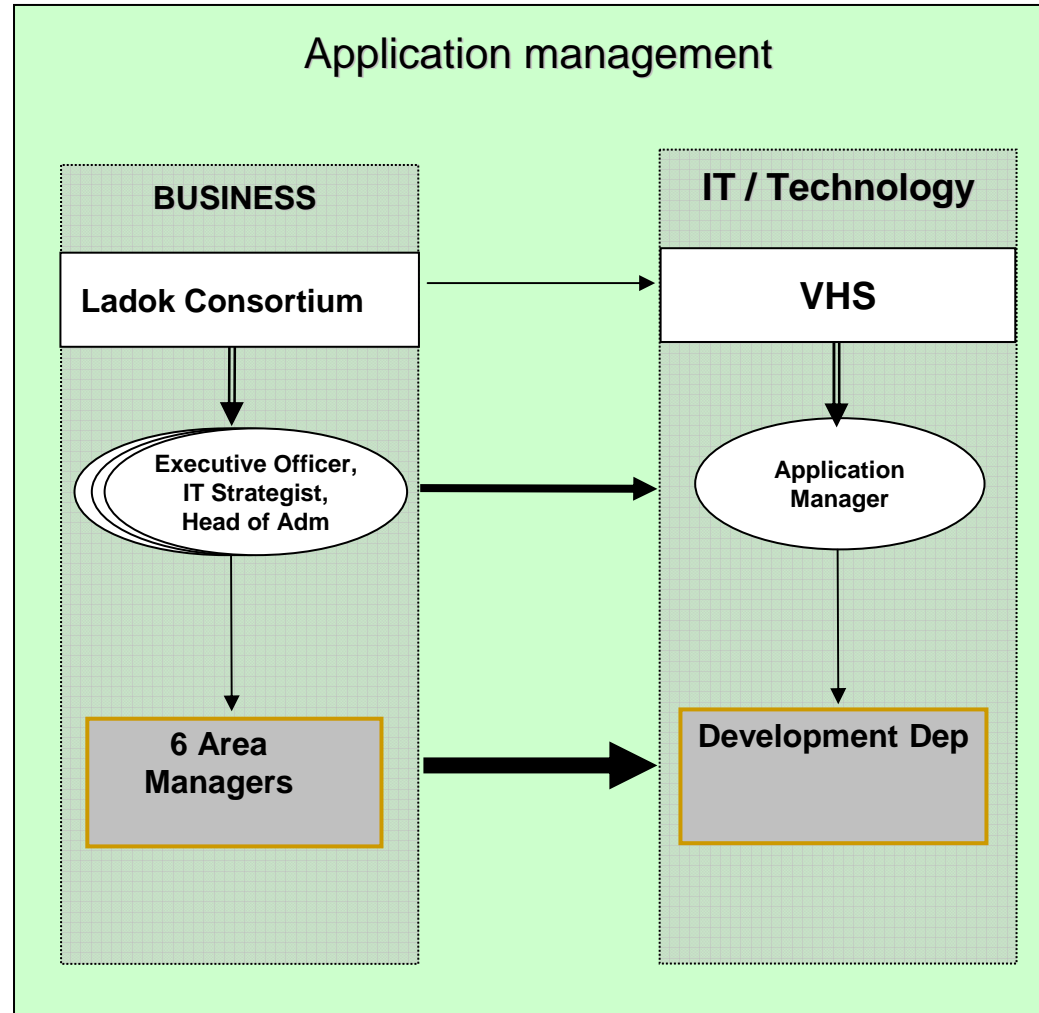 Application management
BUSINESS
Ladok Consortium
Executive Officer,
IT Strategist,
Head of Adm
6 Area
Managers
IT / Technology
VHS
Application
Manager
Development Dep